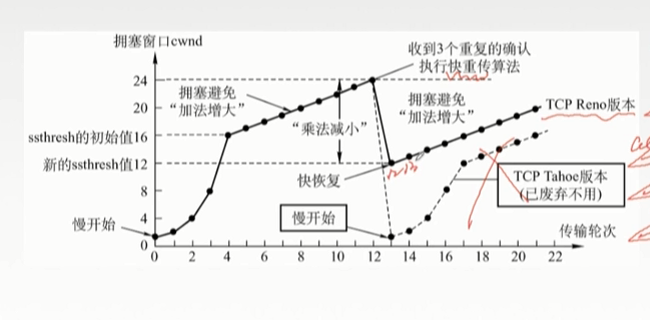 拥塞窗口cwnd
收到3个重复的确认
执行快重传算法
24
拥塞避免
“加法增大”
拥塞避免
“加法增大”
20
TCP Reno版本
“乘法减小”
ssthresh的初始值16
新的ssthresh值12
快恢复
12 13
8
TCP Tahoe版本
(已废弃不用)
慢开始
4
慢开始
传输轮次
0
0 2 4 6 8 10 12 14 16 18 20 22